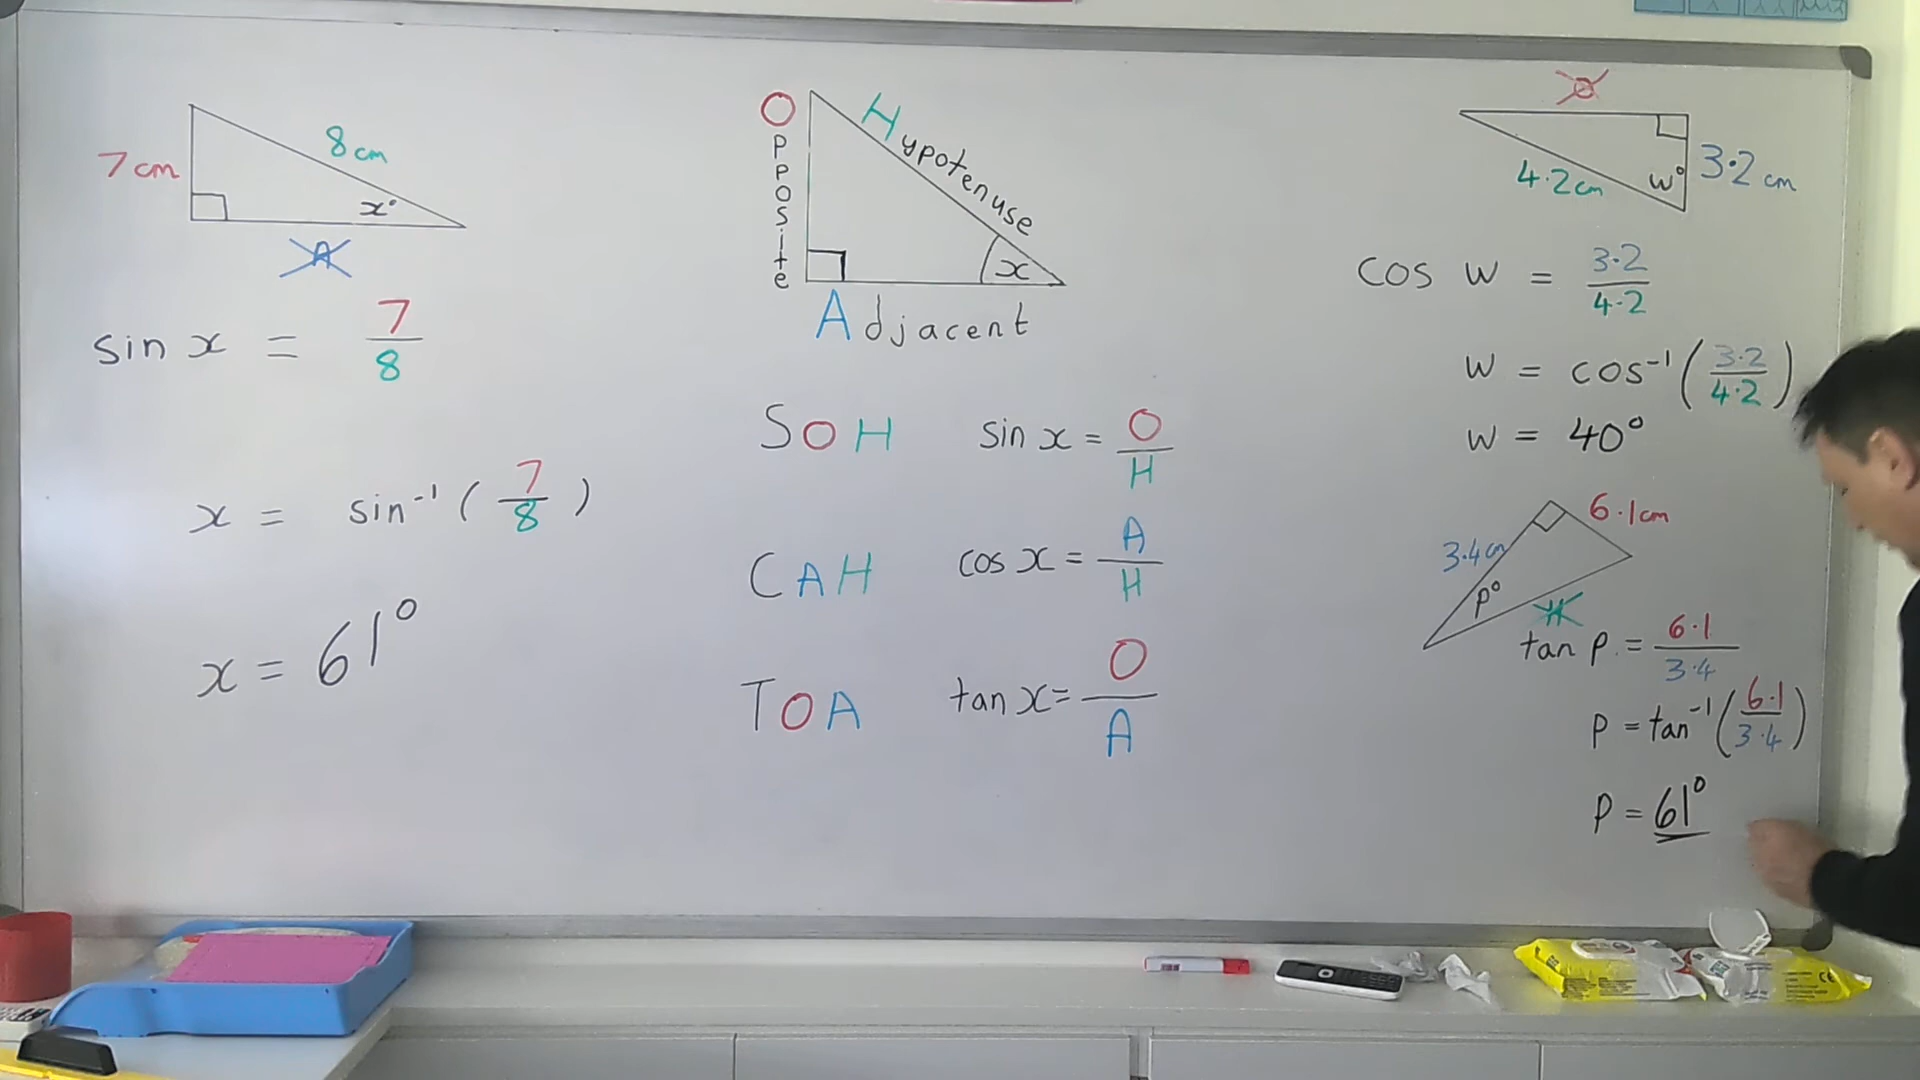 7cm
8cm
x°
A
sin x = 7/8
x = sin⁻¹(7/8)
x = 61°
Opposite
Hypotenuse
x
Adjacent
SOH sin x = O/H
CAH cos x = A/H
TOA tan x = O/A
O
4.2cm
w°
3.2cm
cos w = 3.2/4.2
w = cos⁻¹(3.2/4.2)
w = 40°
6.1cm
3.4cm
p°
H
tan p = 6.1/3.4
p = tan⁻¹(6.1/3.4)
p = 61°